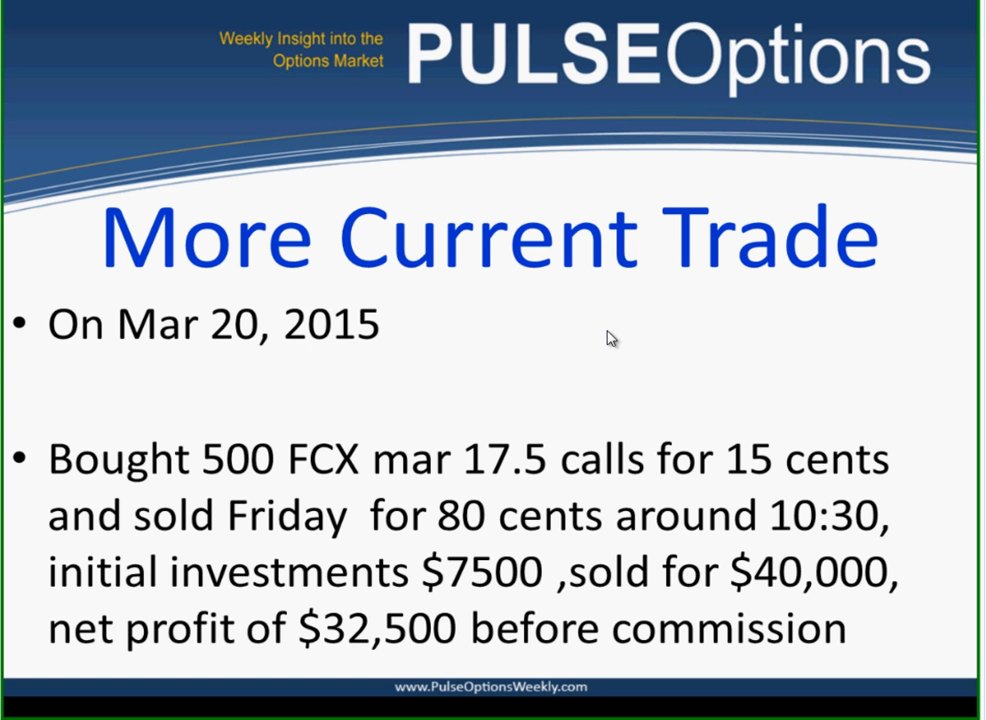 Weekly Insight into the
Options Market
PULSEOptions
More Current Trade
• On Mar 20, 2015
• Bought 500 FCX mar 17.5 calls for 15 cents
and sold Friday  for 80 cents around 10:30,
initial investments $7500 ,sold for $40,000,
net profit of $32,500 before commission
www.PulseOptionsWeekly.com